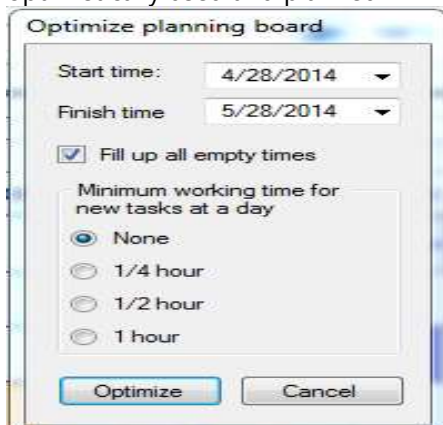 Optimize planning board
Start time: 4/28/2014
Finish time 5/28/2014
Fill up all empty times
Minimum working time for
new tasks at a day
None
1/4 hour
1/2 hour
1 hour
Optimize Cancel